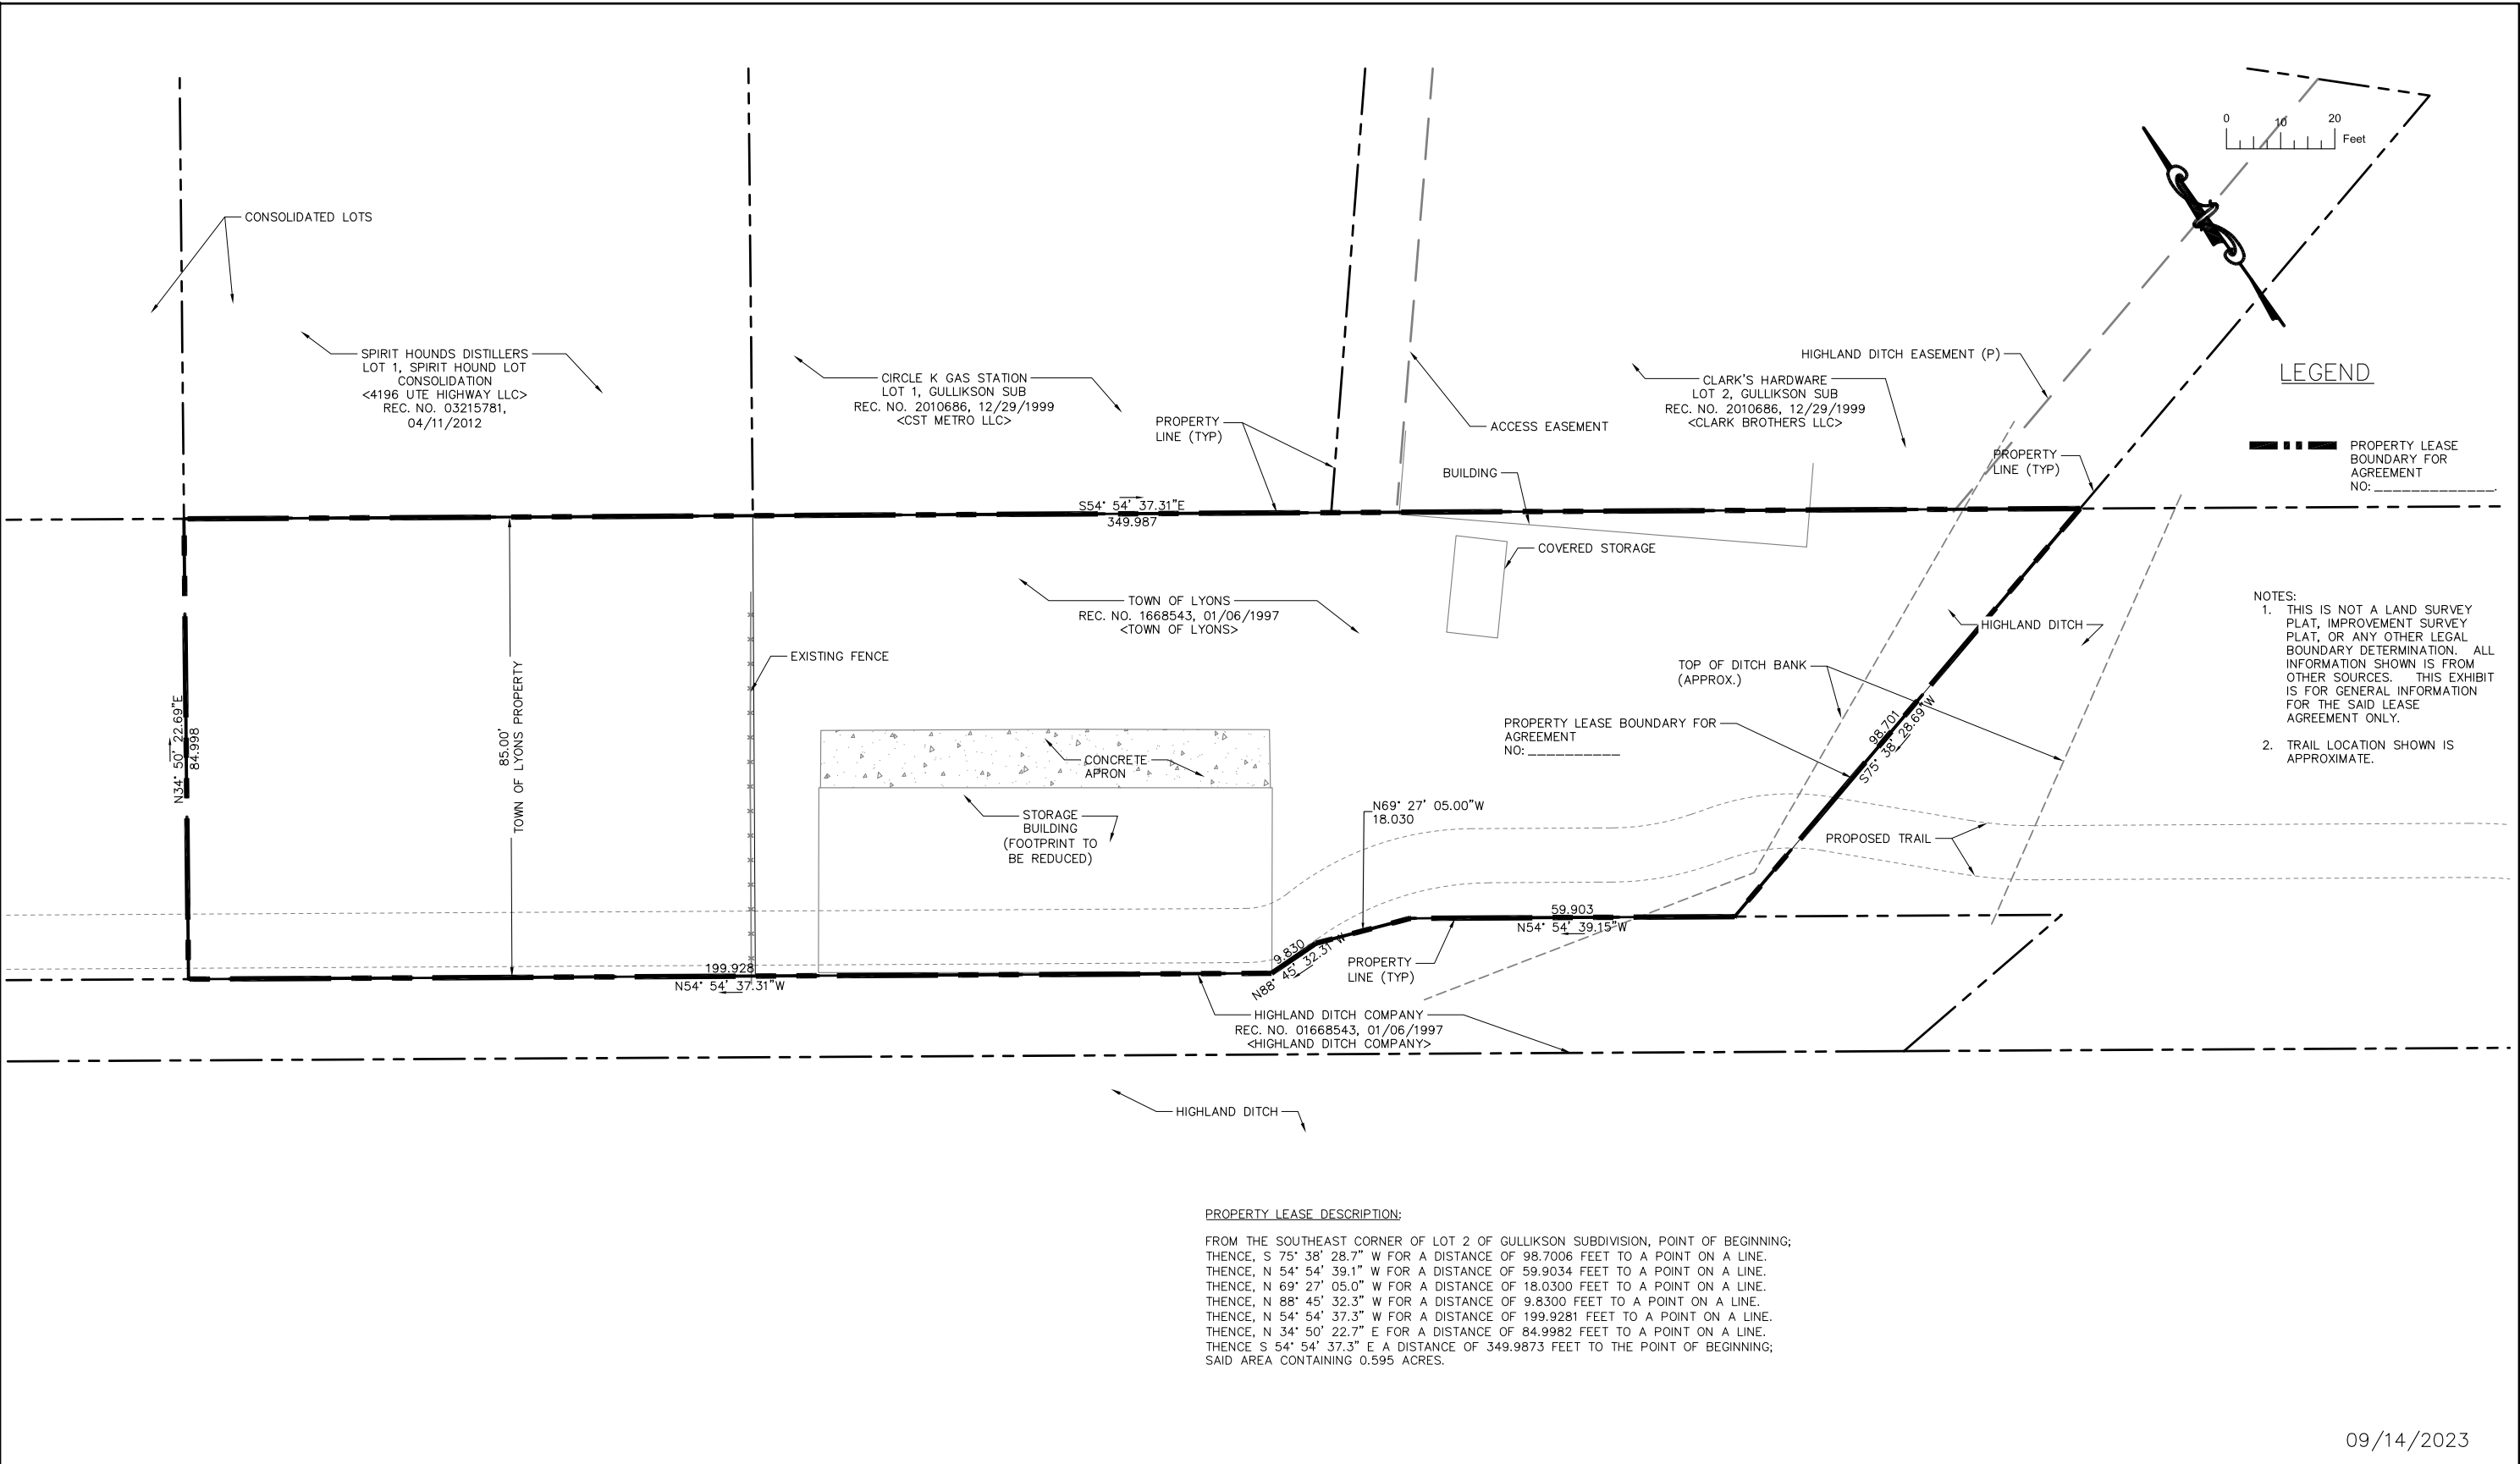 0
10
20
Feet
CONSOLIDATED LOTS
SPIRIT HOUNDS DISTILLERS
LOT 1, SPIRIT HOUND LOT
CONSOLIDATION
<4196 UTE HIGHWAY LLC>
REC. NO. 03215781,
04/11/2012
CIRCLE K GAS STATION
LOT 1, GULLIKSON SUB
REC. NO. 2010686, 12/29/1999
<CST METRO LLC>
PROPERTY
LINE (TYP)
ACCESS EASEMENT
HIGHLAND DITCH EASEMENT (P)
CLARK'S HARDWARE
LOT 2, GULLIKSON SUB
REC. NO. 2010686, 12/29/1999
<CLARK BROTHERS LLC>
BUILDING
PROPERTY
LINE (TYP)
LEGEND
PROPERTY LEASE
BOUNDARY FOR
AGREEMENT
NO: _____________.
S54° 54' 37.31"E
349.987
COVERED STORAGE
TOWN OF LYONS
REC. NO. 1668543, 01/06/1997
<TOWN OF LYONS>
EXISTING FENCE
HIGHLAND DITCH
TOP OF DITCH BANK
(APPROX.)
NOTES:
1. THIS IS NOT A LAND SURVEY
PLAT, IMPROVEMENT SURVEY
PLAT, OR ANY OTHER LEGAL
BOUNDARY DETERMINATION. ALL
INFORMATION SHOWN IS FROM
OTHER SOURCES. THIS EXHIBIT
IS FOR GENERAL INFORMATION
FOR THE SAID LEASE
AGREEMENT ONLY.
2. TRAIL LOCATION SHOWN IS
APPROXIMATE.
N34° 50' 22.69"E
84.998
85.00'
TOWN OF LYONS PROPERTY
PROPERTY LEASE BOUNDARY FOR
AGREEMENT
NO: __________
98.701
S75° 38' 28.69"W
CONCRETE
APRON
STORAGE
BUILDING
(FOOTPRINT TO
BE REDUCED)
N69° 27' 05.00"W
18.030
PROPOSED TRAIL
59.903
N54° 54' 39.15"W
9.830
N88° 45' 32.31"W
PROPERTY
LINE (TYP)
199.928
N54° 54' 37.31"W
HIGHLAND DITCH COMPANY
REC. NO. 01668543, 01/06/1997
<HIGHLAND DITCH COMPANY>
HIGHLAND DITCH
PROPERTY LEASE DESCRIPTION:
FROM THE SOUTHEAST CORNER OF LOT 2 OF GULLIKSON SUBDIVISION, POINT OF BEGINNING;
THENCE, S 75° 38' 28.7" W FOR A DISTANCE OF 98.7006 FEET TO A POINT ON A LINE.
THENCE, N 54° 54' 39.1" W FOR A DISTANCE OF 59.9034 FEET TO A POINT ON A LINE.
THENCE, N 69° 27' 05.0" W FOR A DISTANCE OF 18.0300 FEET TO A POINT ON A LINE.
THENCE, N 88° 45' 32.3" W FOR A DISTANCE OF 9.8300 FEET TO A POINT ON A LINE.
THENCE, N 54° 54' 37.3" W FOR A DISTANCE OF 199.9281 FEET TO A POINT ON A LINE.
THENCE, N 34° 50' 22.7" E FOR A DISTANCE OF 84.9982 FEET TO A POINT ON A LINE.
THENCE S 54° 54' 37.3" E A DISTANCE OF 349.9873 FEET TO THE POINT OF BEGINNING;
SAID AREA CONTAINING 0.595 ACRES.
09/14/2023